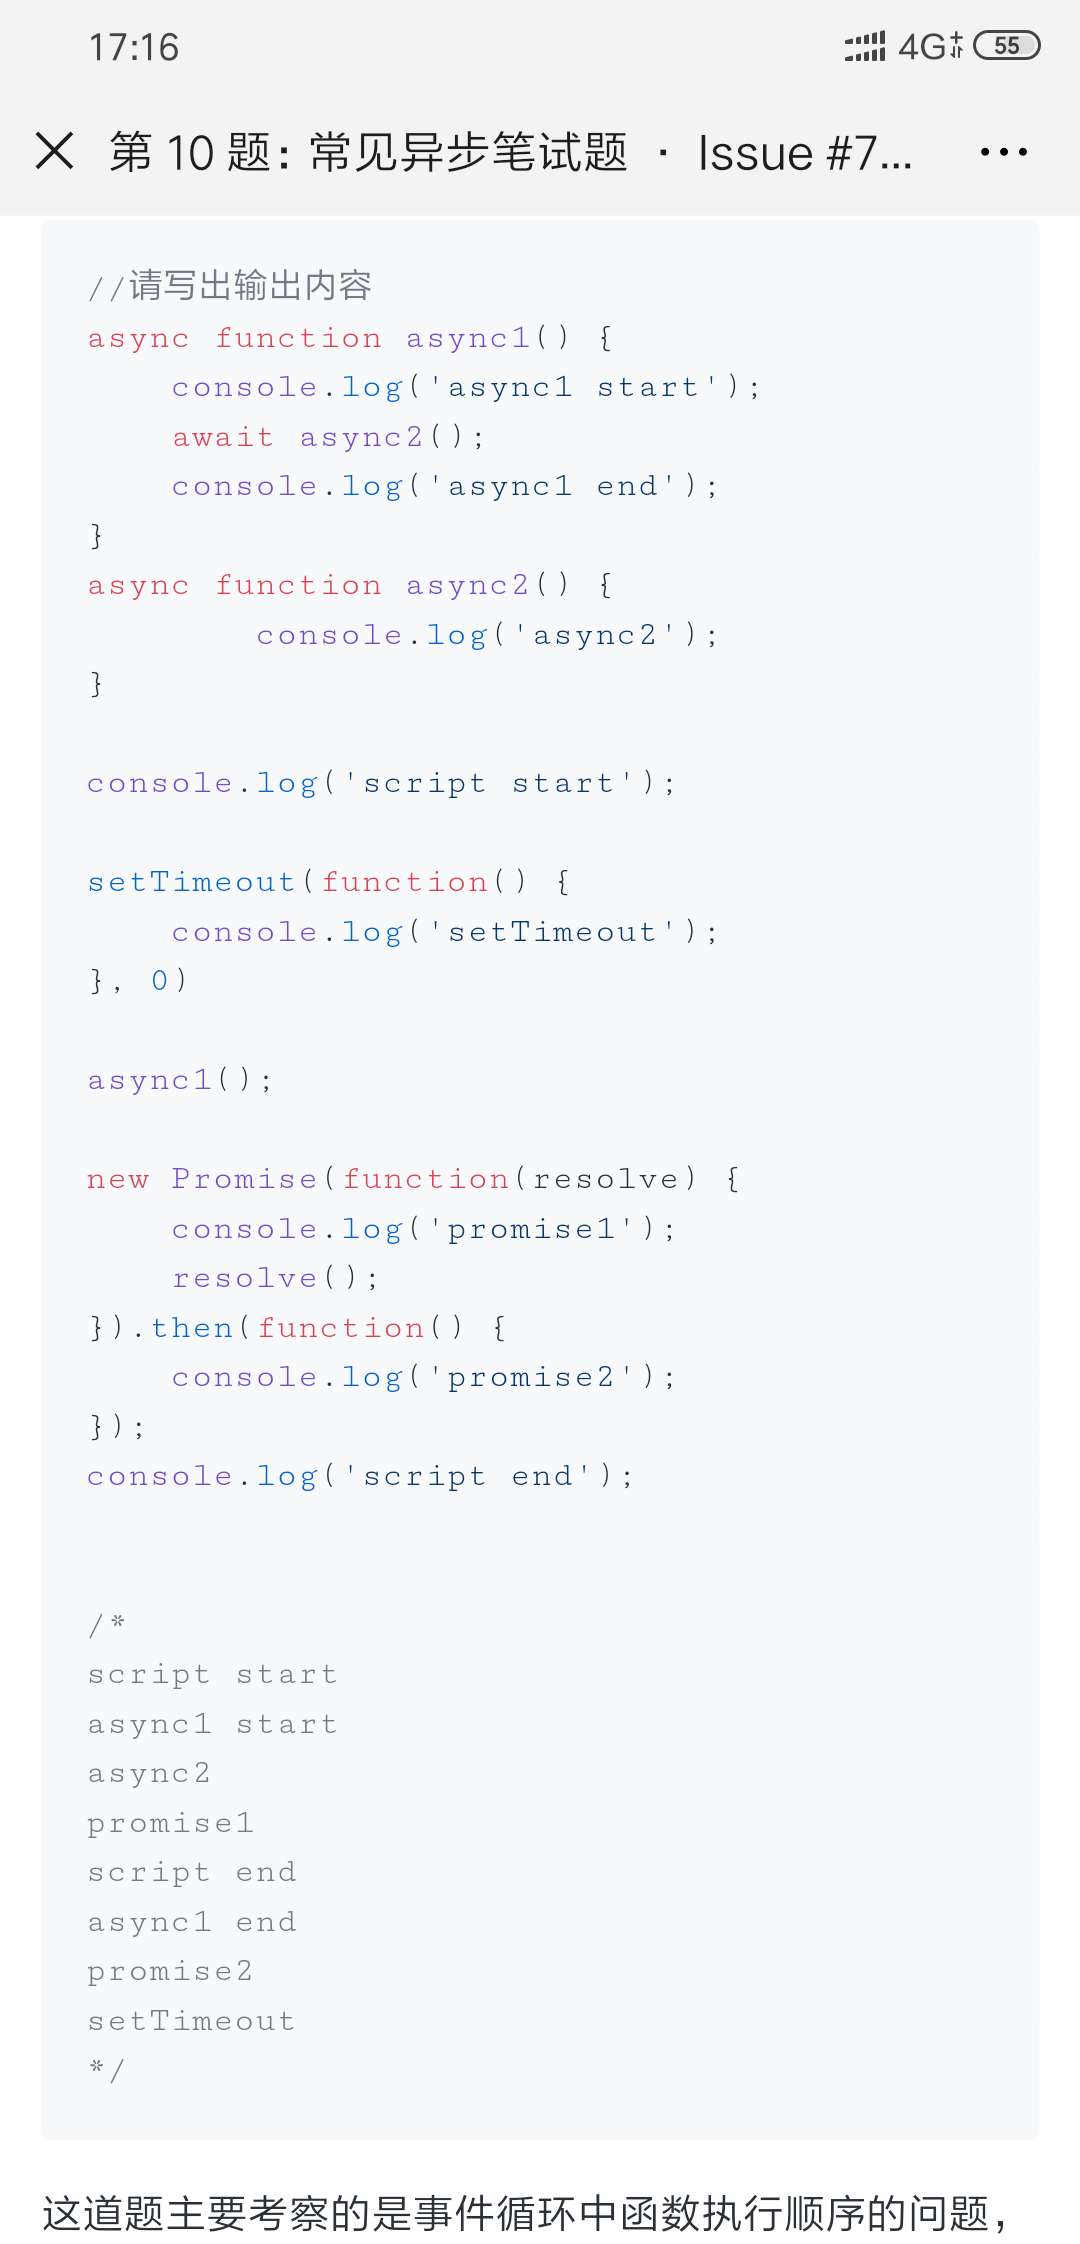 17:16
4G 55
第 10 题：常见异步笔试题 · Issue #7...
//请写出输出内容
async function async1() {
    console.log('async1 start');
    await async2();
    console.log('async1 end');
}
async function async2() {
        console.log('async2');
}
console.log('script start');
setTimeout(function() {
    console.log('setTimeout');
}, 0)
async1();
new Promise(function(resolve) {
    console.log('promise1');
    resolve();
}).then(function() {
    console.log('promise2');
});
console.log('script end');
/*
script start
async1 start
async2
promise1
script end
async1 end
promise2
setTimeout
*/
这道题主要考察的是事件循环中函数执行顺序的问题，